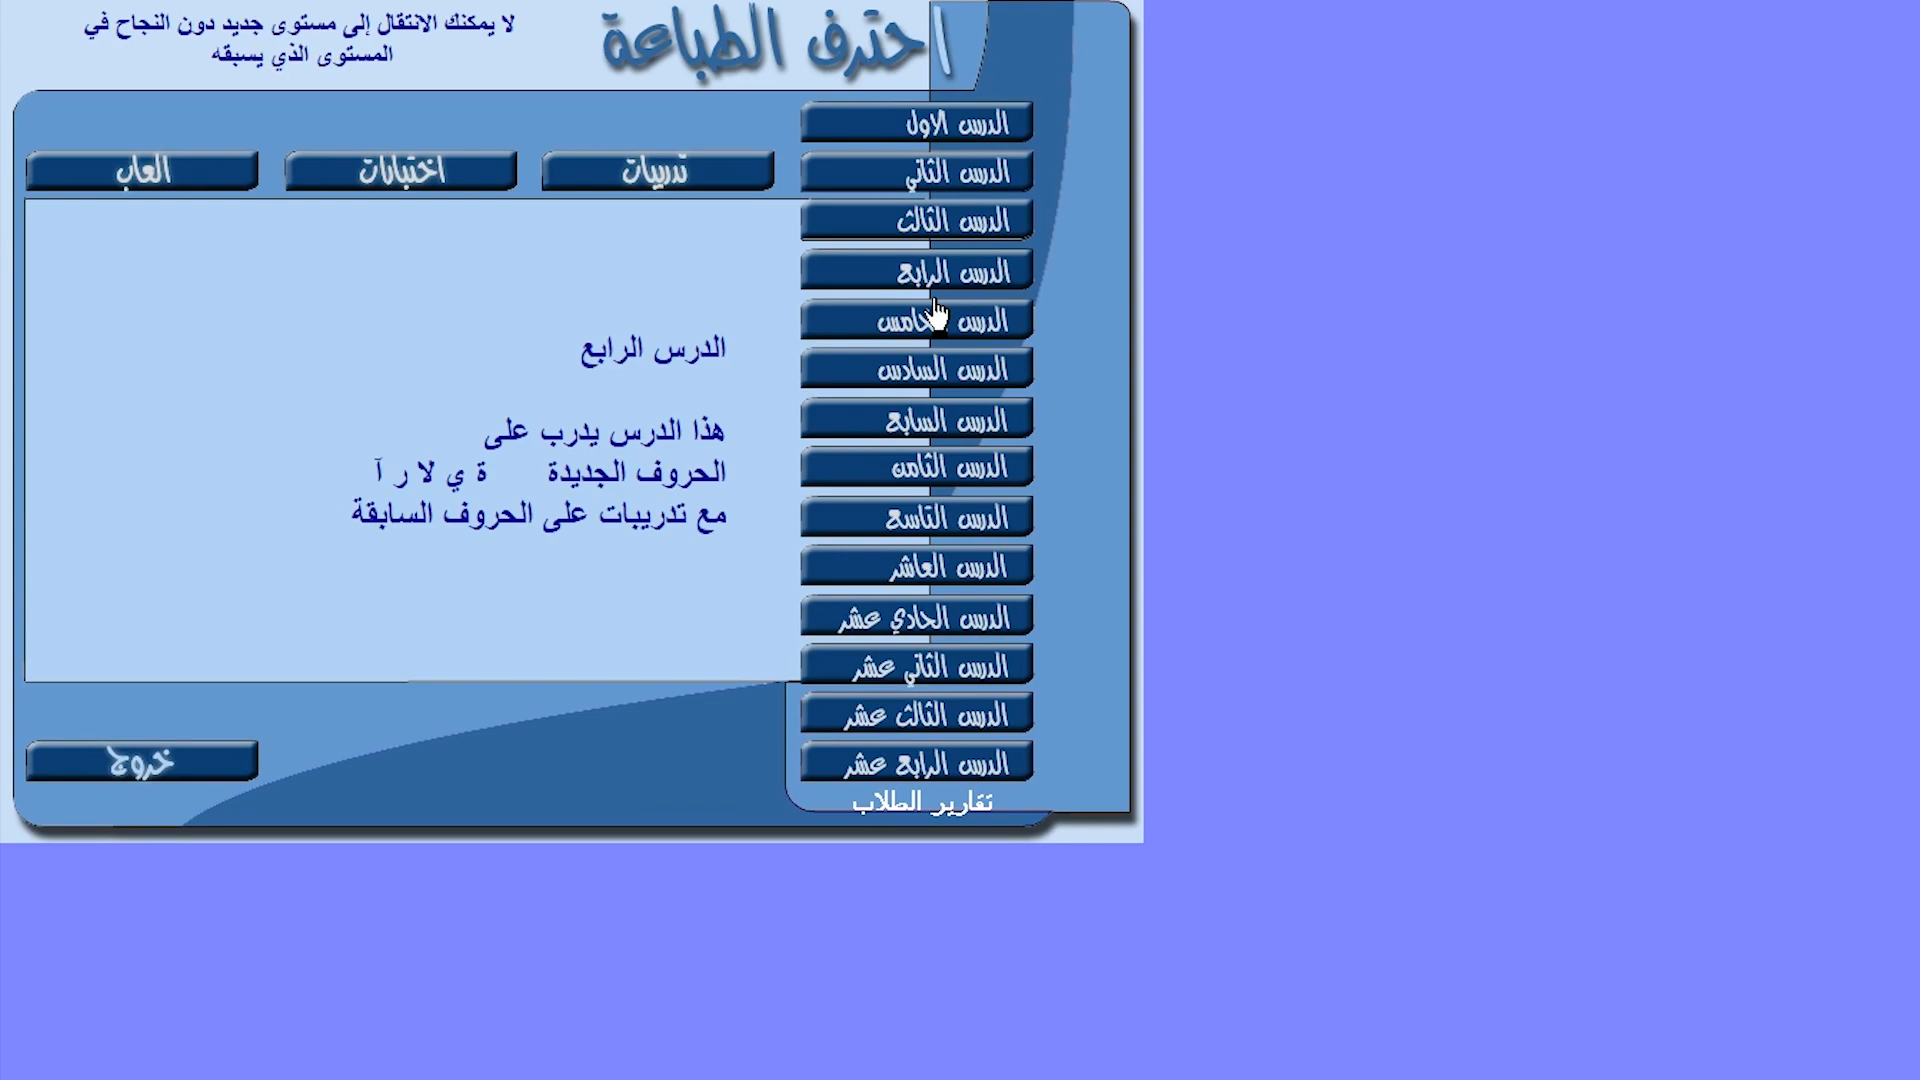 احترف الطباعة
لا يمكنك الانتقال إلى مستوى جديد دون النجاح في
المستوى الذي يسبقه
الدرس الاول
الدرس الثاني
الدرس الثالث
الدرس الرابع
الدرس الخامس
الدرس السادس
الدرس السابع
الدرس الثامن
الدرس التاسع
الدرس العاشر
الدرس الحادي عشر
الدرس الثاني عشر
الدرس الثالث عشر
الدرس الرابع عشر
تقارير الطلاب
تدريبات
اختبارات
العاب
الدرس الرابع
هذا الدرس يدرب على
الحروف الجديدة ة ي لا ر آ
مع تدريبات على الحروف السابقة
خروج